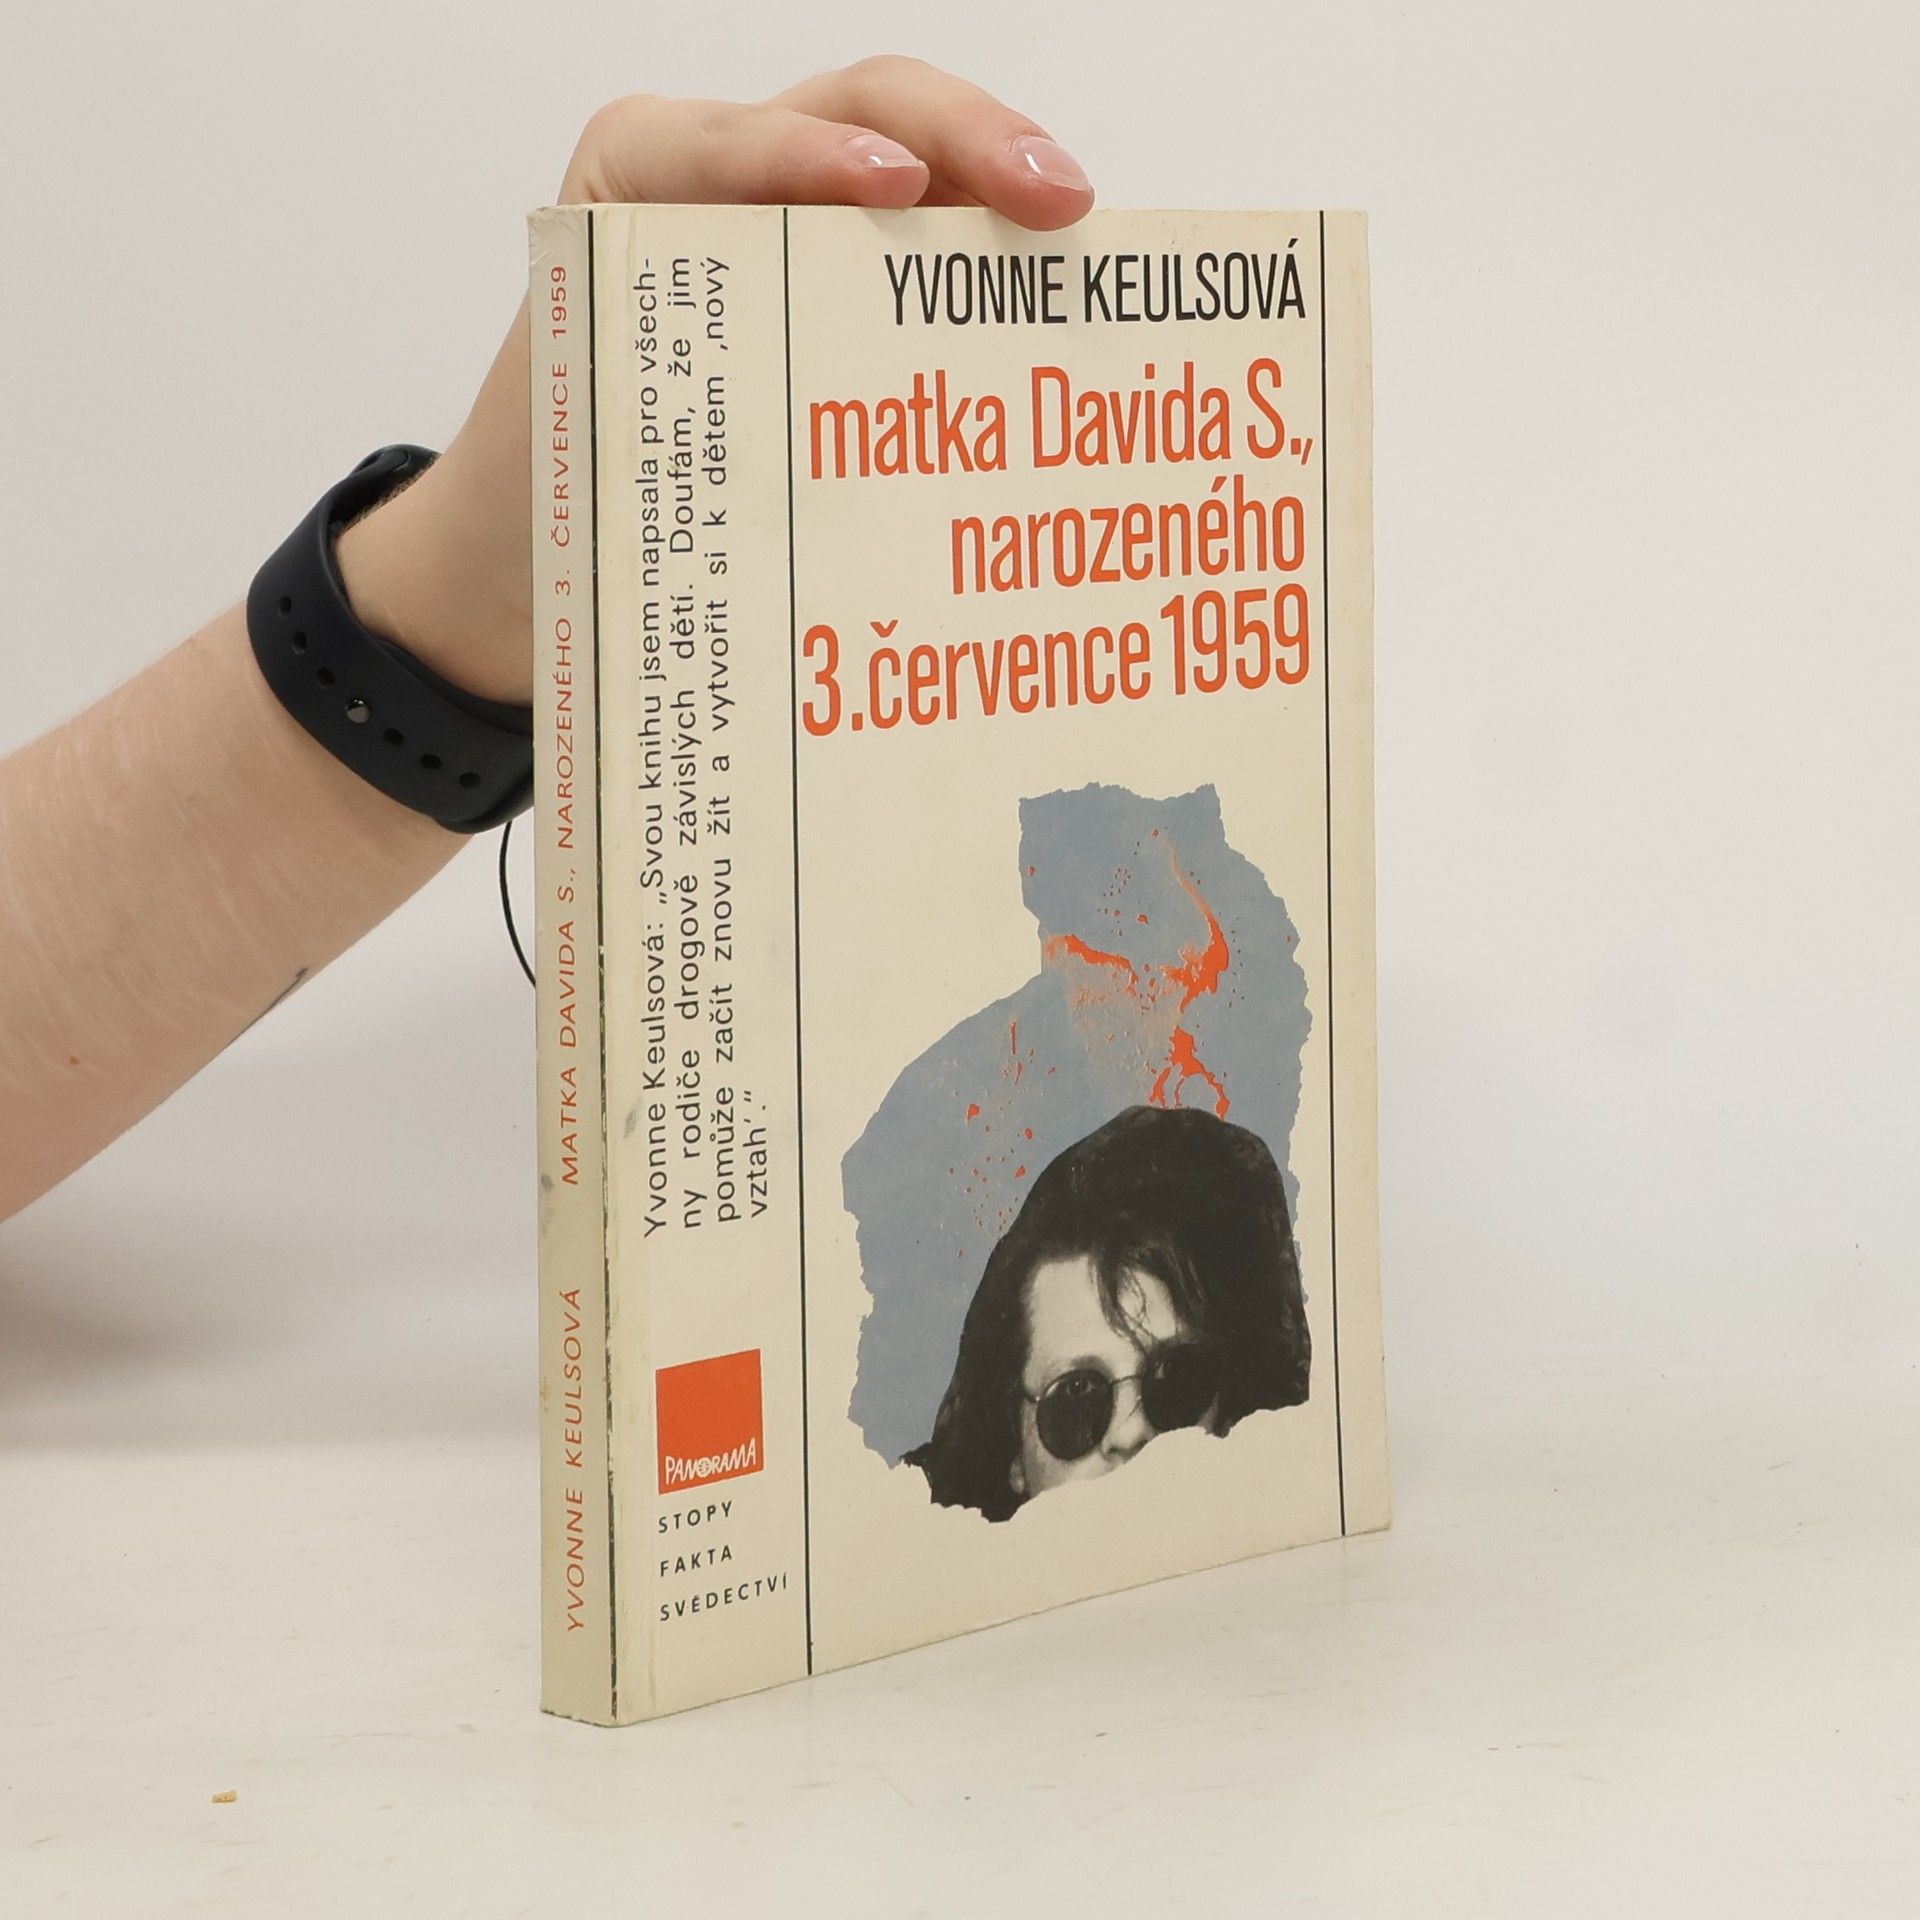 YVONNE KEULSOVÁ
matka Davida S.,
narozeného
3. července 1959
Yvonne Keulsová: „Svou knihu jsem napsala pro všech-
ny rodiče drogově závislých dětí. Doufám, že jim
pomůže začít znovu žít a vytvořit si k dětem ‚nový
vztah‘.“
PANORAMA
STOPY
FAKTA
SVĚDECTVÍ
YVONNE KEULSOVÁ MATKA DAVIDA S., NAROZENÉHO 3. ČERVENCE 1959